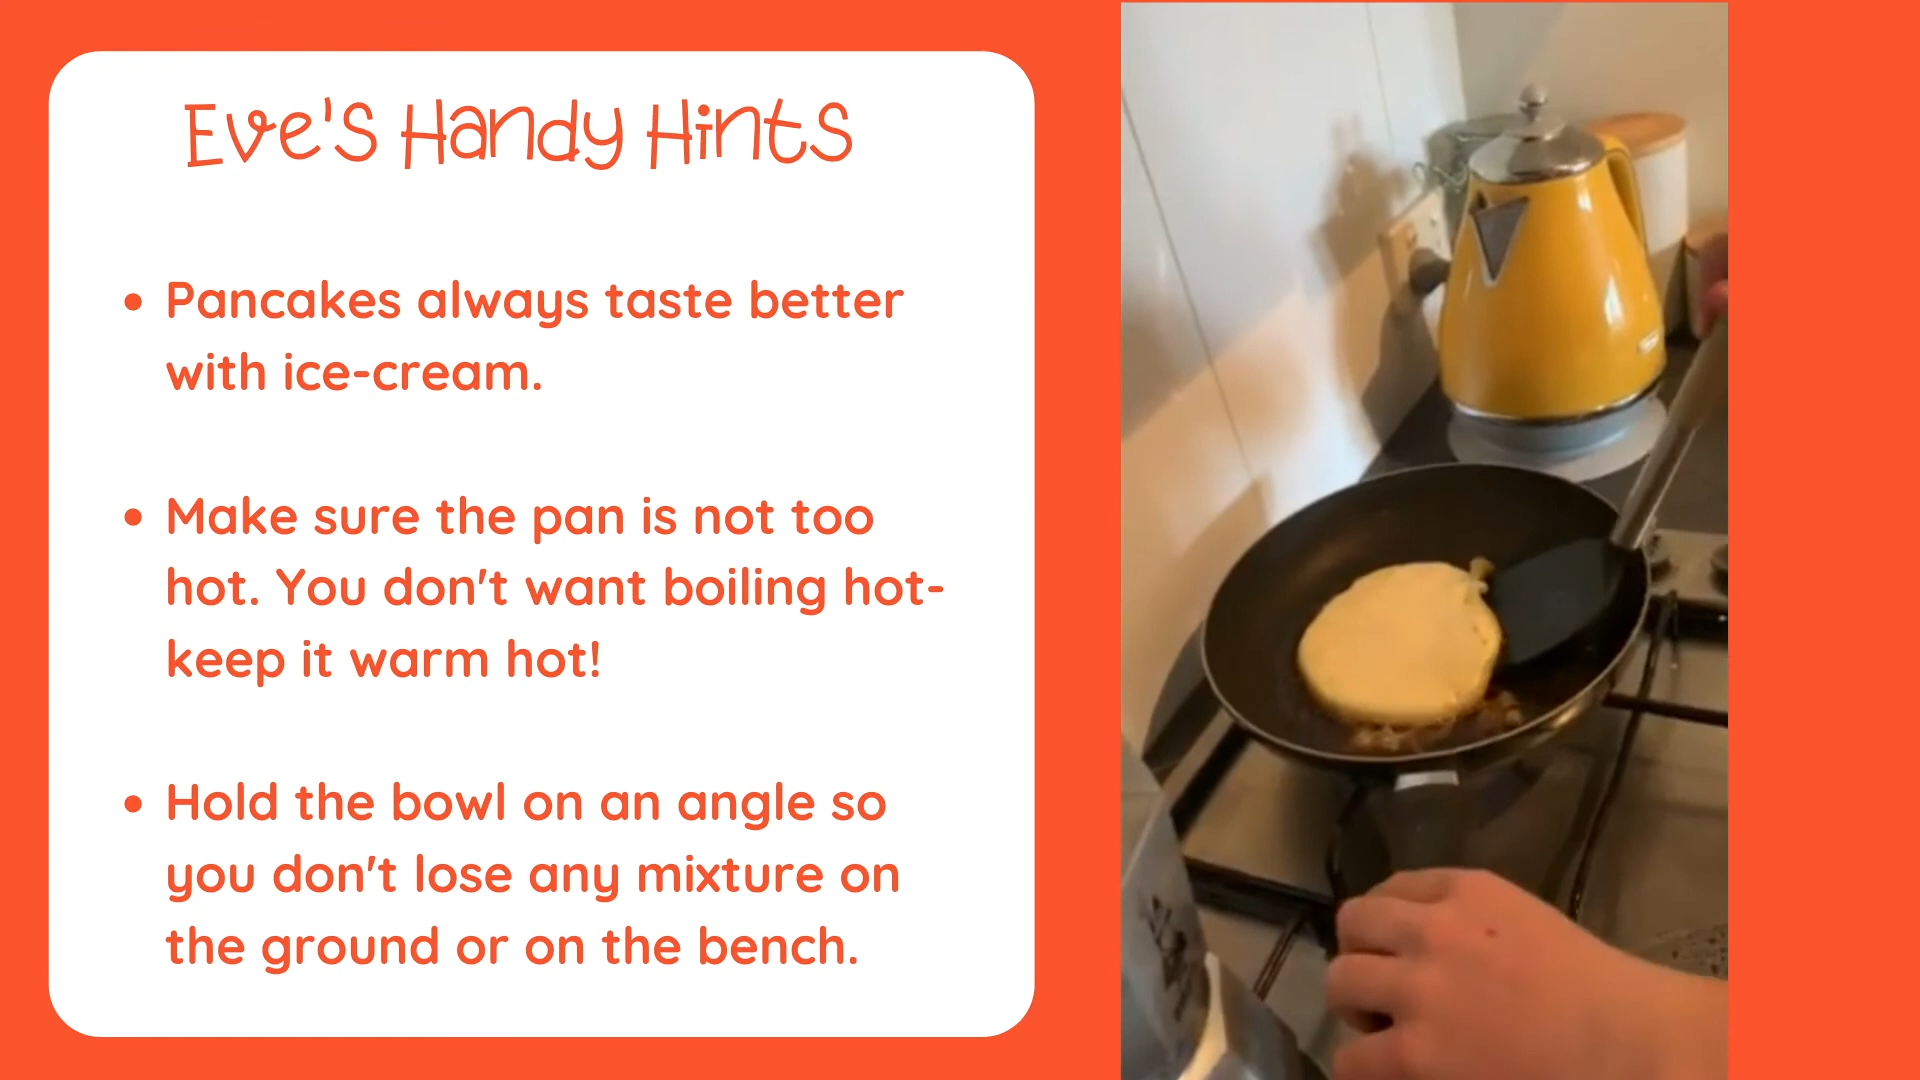 Eve's Handy Hints
• Pancakes always taste better
with ice-cream.
• Make sure the pan is not too
hot. You don't want boiling hot-
keep it warm hot!
• Hold the bowl on an angle so
you don't lose any mixture on
the ground or on the bench.